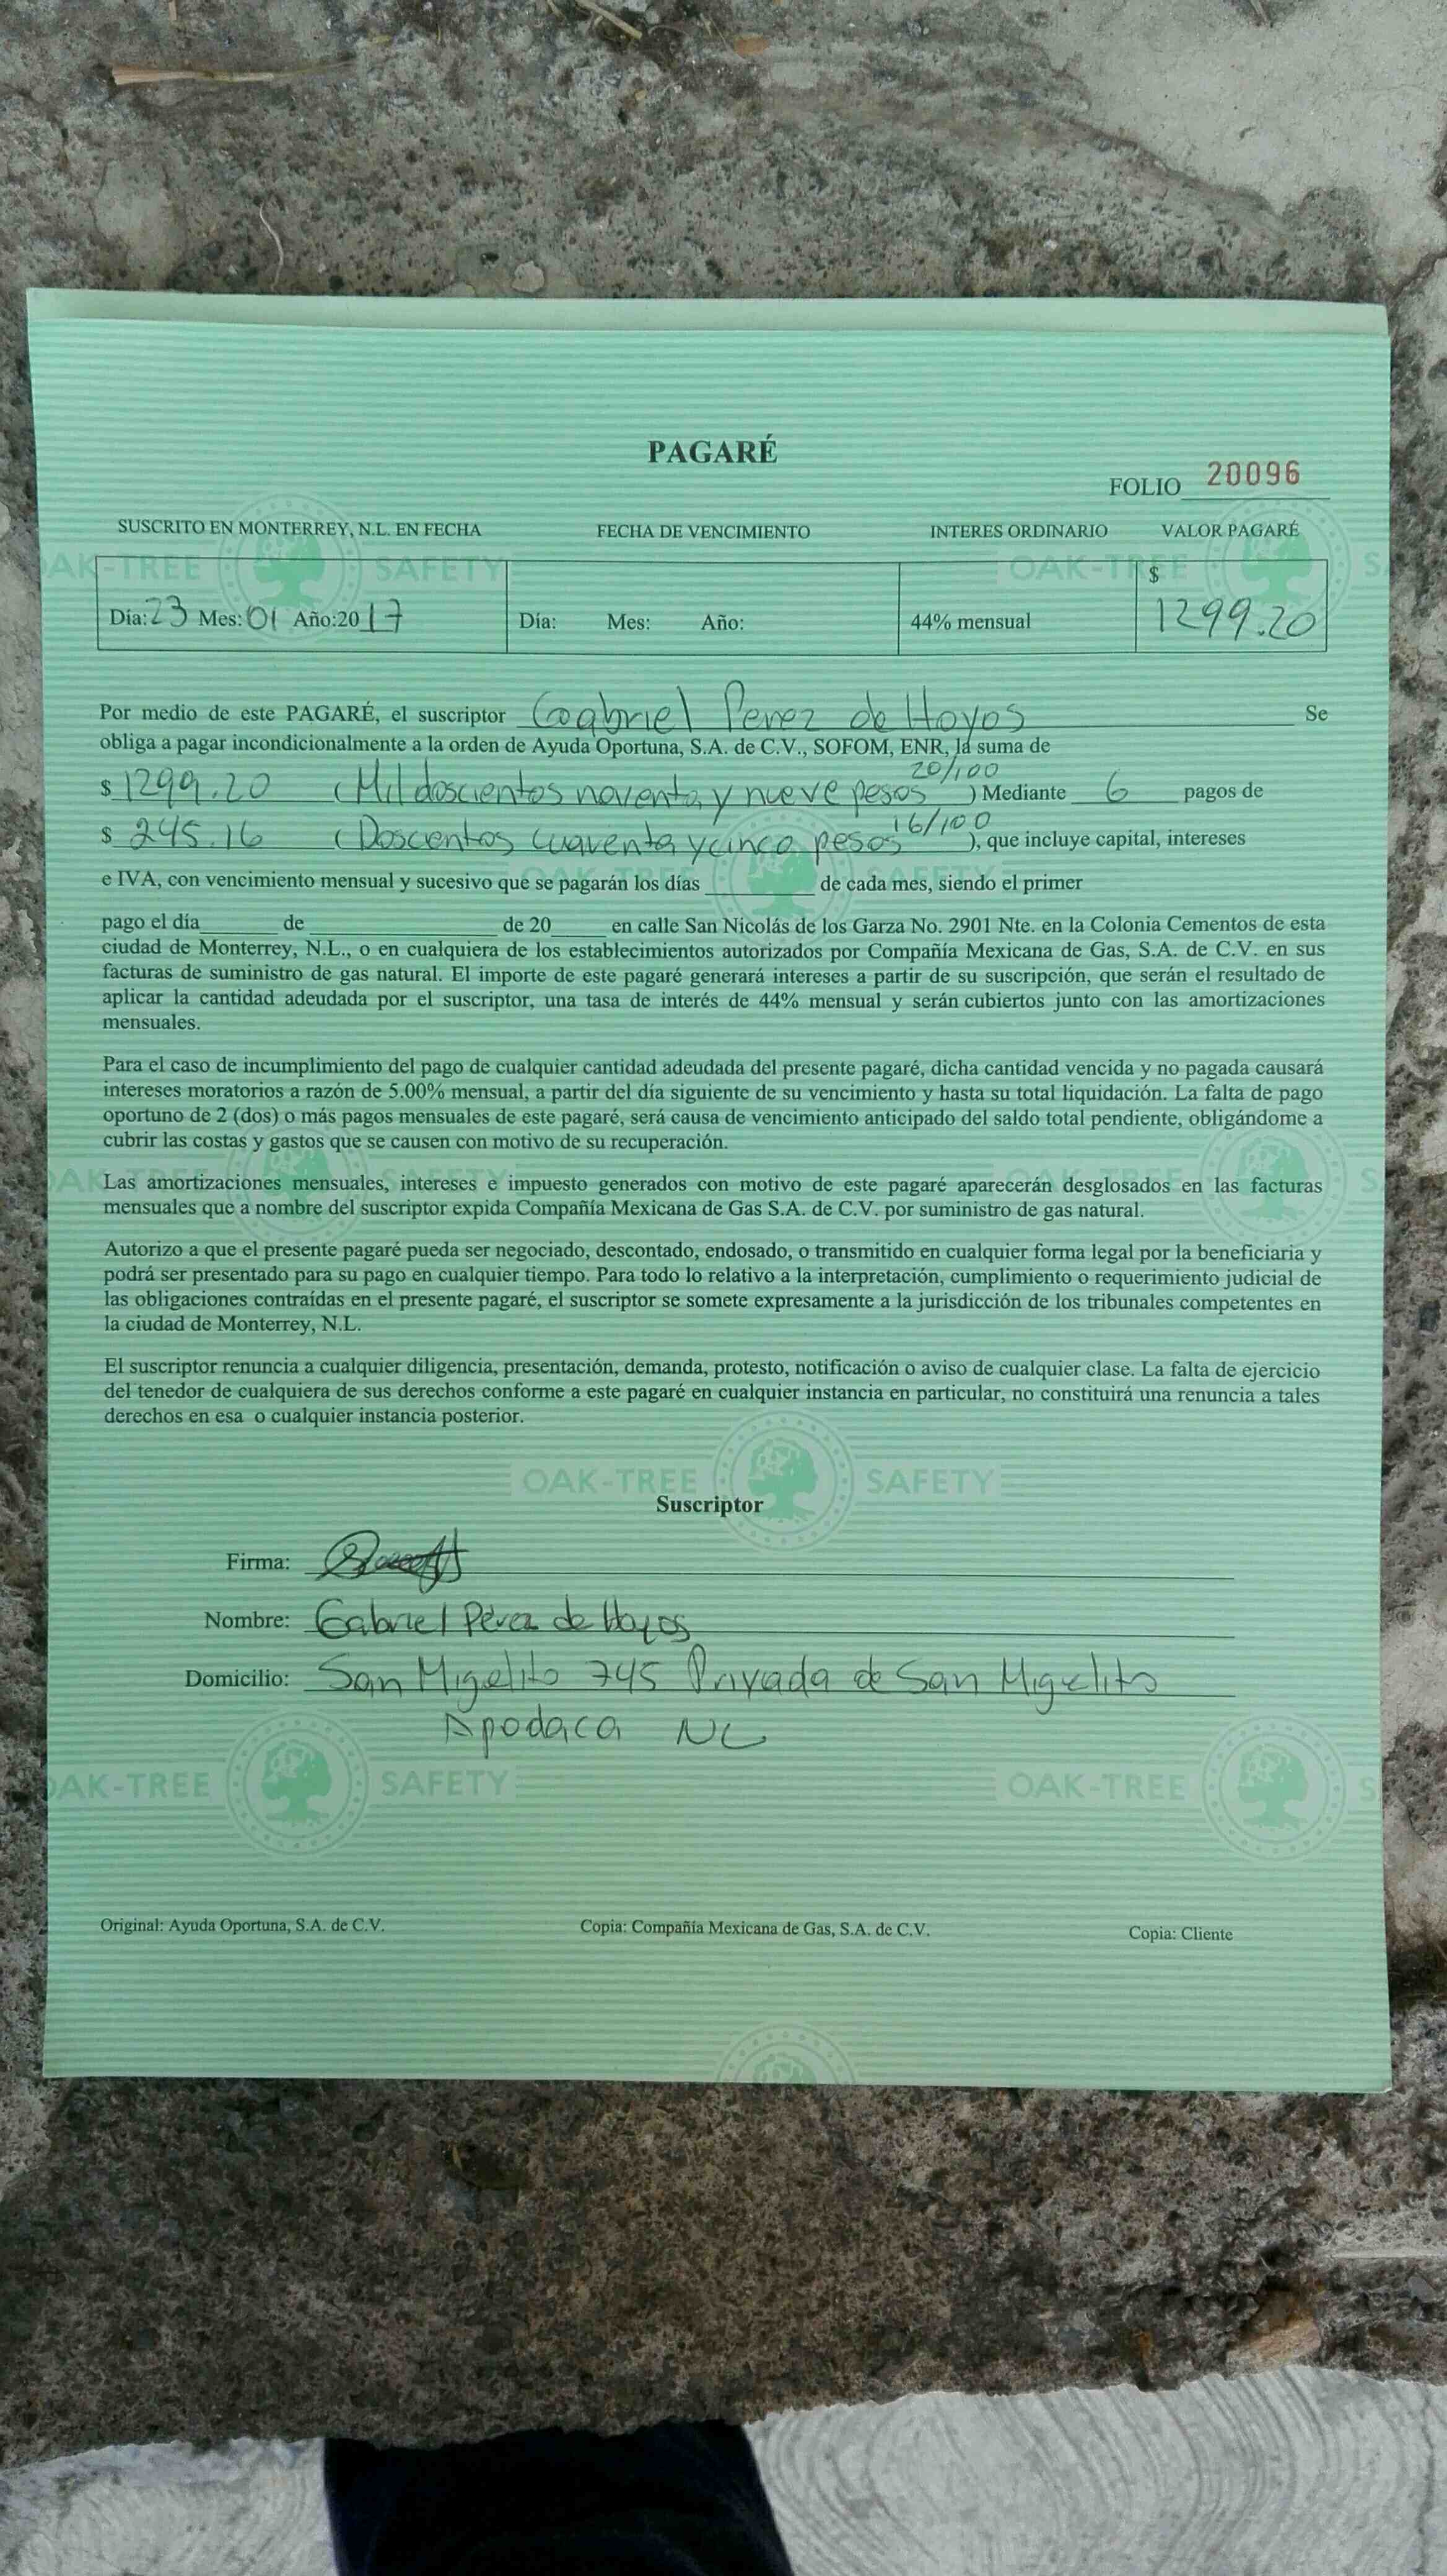 PAGARÉ
FOLIO 20096
SUSCRITO EN MONTERREY, N.L. EN FECHA FECHA DE VENCIMIENTO INTERES ORDINARIO VALOR PAGARÉ
OAK-TREE SAFETY OAK-TREE S
$
Día: 23 Mes: 01 Año:2017 Día: Mes: Año: 44% mensual 1299.20
Por medio de este PAGARÉ, el suscriptor Gabriel Perez de Hoyos Se
obliga a pagar incondicionalmente a la orden de Ayuda Oportuna, S.A. de C.V., SOFOM, ENR, la suma de
$ 1299.20 (Mil doscientos noventa y nueve pesos 20/100) Mediante 6 pagos de
$ 245.16 (Doscentos cuarenta y cinco pesos 16/100), que incluye capital, intereses
e IVA, con vencimiento mensual y sucesivo que se pagarán los días ______ de cada mes, siendo el primer
pago el día______ de ______ de 20____ en calle San Nicolás de los Garza No. 2901 Nte. en la Colonia Cementos de esta
ciudad de Monterrey, N.L., o en cualquiera de los establecimientos autorizados por Compañía Mexicana de Gas, S.A. de C.V. en sus
facturas de suministro de gas natural. El importe de este pagaré generará intereses a partir de su suscripción, que serán el resultado de
aplicar la cantidad adeudada por el suscriptor, una tasa de interés de 44% mensual y serán cubiertos junto con las amortizaciones
mensuales.
Para el caso de incumplimiento del pago de cualquier cantidad adeudada del presente pagaré, dicha cantidad vencida y no pagada causará
intereses moratorios a razón de 5.00% mensual, a partir del día siguiente de su vencimiento y hasta su total liquidación. La falta de pago
oportuno de 2 (dos) o más pagos mensuales de este pagaré, será causa de vencimiento anticipado del saldo total pendiente, obligándome a
cubrir las costas y gastos que se causen con motivo de su recuperación.
Las amortizaciones mensuales, intereses e impuesto generados con motivo de este pagaré aparecerán desglosados en las facturas
mensuales que a nombre del suscriptor expida Compañía Mexicana de Gas S.A. de C.V. por suministro de gas natural.
Autorizo a que el presente pagaré pueda ser negociado, descontado, endosado, o transmitido en cualquier forma legal por la beneficiaria y
podrá ser presentado para su pago en cualquier tiempo. Para todo lo relativo a la interpretación, cumplimiento o requerimiento judicial de
las obligaciones contraídas en el presente pagaré, el suscriptor se somete expresamente a la jurisdicción de los tribunales competentes en
la ciudad de Monterrey, N.L.
El suscriptor renuncia a cualquier diligencia, presentación, demanda, protesto, notificación o aviso de cualquier clase. La falta de ejercicio
del tenedor de cualquiera de sus derechos conforme a este pagaré en cualquier instancia en particular, no constituirá una renuncia a tales
derechos en esa o cualquier instancia posterior.
OAK-TREE SAFETY
Suscriptor
Firma:
Nombre: Gabriel Pérez de Hoyos
Domicilio: San Migelito 745 Privada de San Migelito
Apodaca NL
OAK-TREE SAFETY OAK-TREE S
Original: Ayuda Oportuna, S.A. de C.V. Copia: Compañía Mexicana de Gas, S.A. de C.V. Copia: Cliente